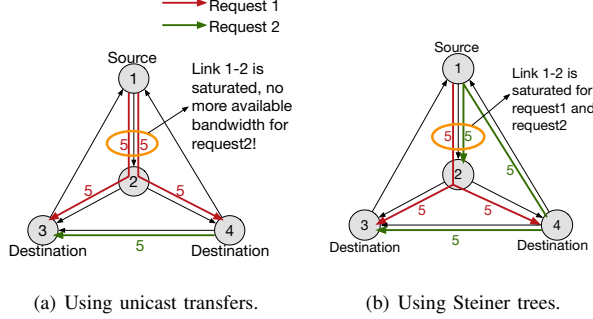 Request 1
Request 2
Source
1
Link 1-2 is
saturated, no
more available
bandwidth for
request2!
5 5
2
5 5
3 4
Destination Destination
5
(a) Using unicast transfers.
Source
1
Link 1-2 is
saturated for
request1 and
request2
5 5
2
5
5 5
3 4
Destination Destination
5
(b) Using Steiner trees.